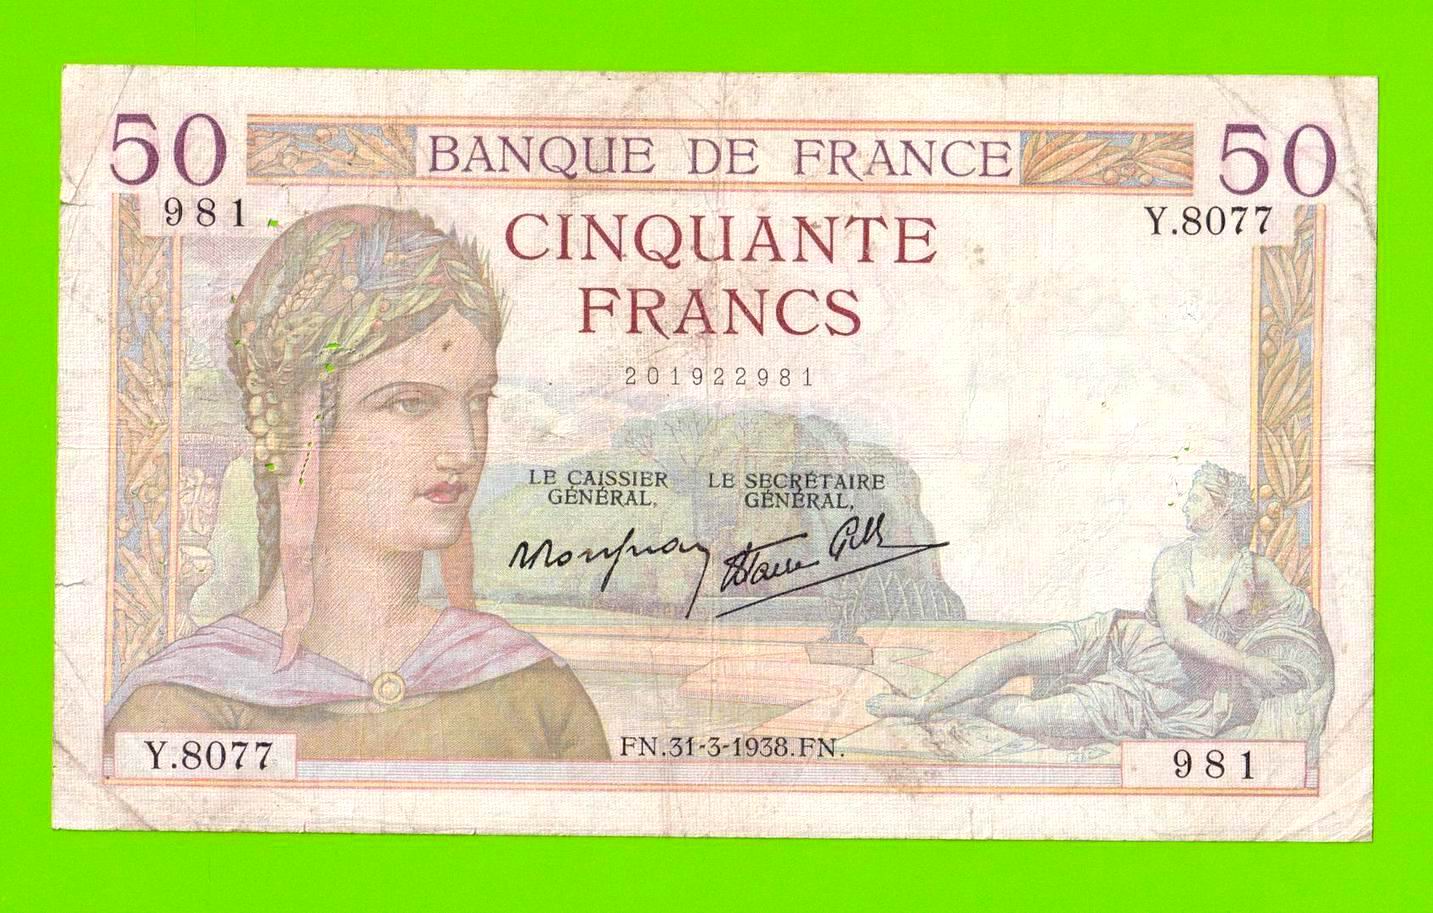 50 BANQUE DE FRANCE 50
981 Y.8077
CINQUANTE
FRANCS
201922981
LE CAISSIER
GÉNÉRAL,
LE SECRÉTAIRE
GÉNÉRAL,
FN.31-3-1938.FN.
Y.8077 981